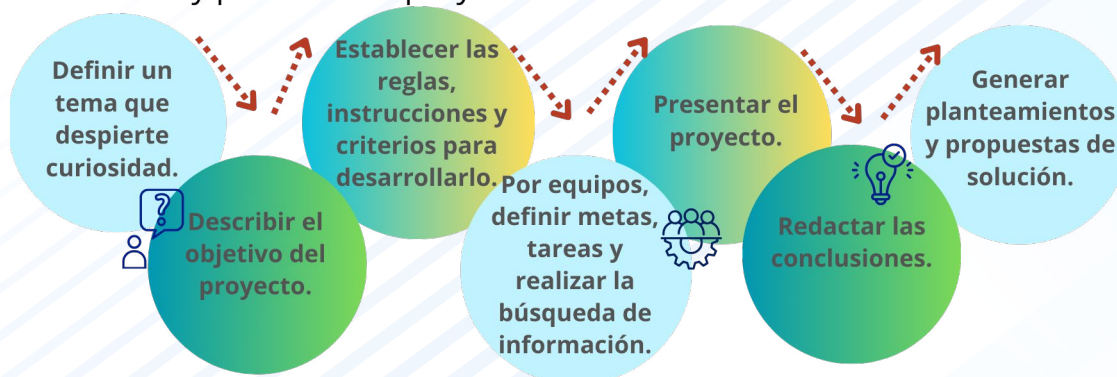 Definir un
tema que
despierte
curiosidad.
Describir el
objetivo del
proyecto.
Establecer las
reglas,
instrucciones y
criterios para
desarrollarlo.
Por equipos,
definir metas,
tareas y
realizar la
búsqueda de
información.
Presentar el
proyecto.
Redactar las
conclusiones.
Generar
planteamientos
y propuestas de
solución.